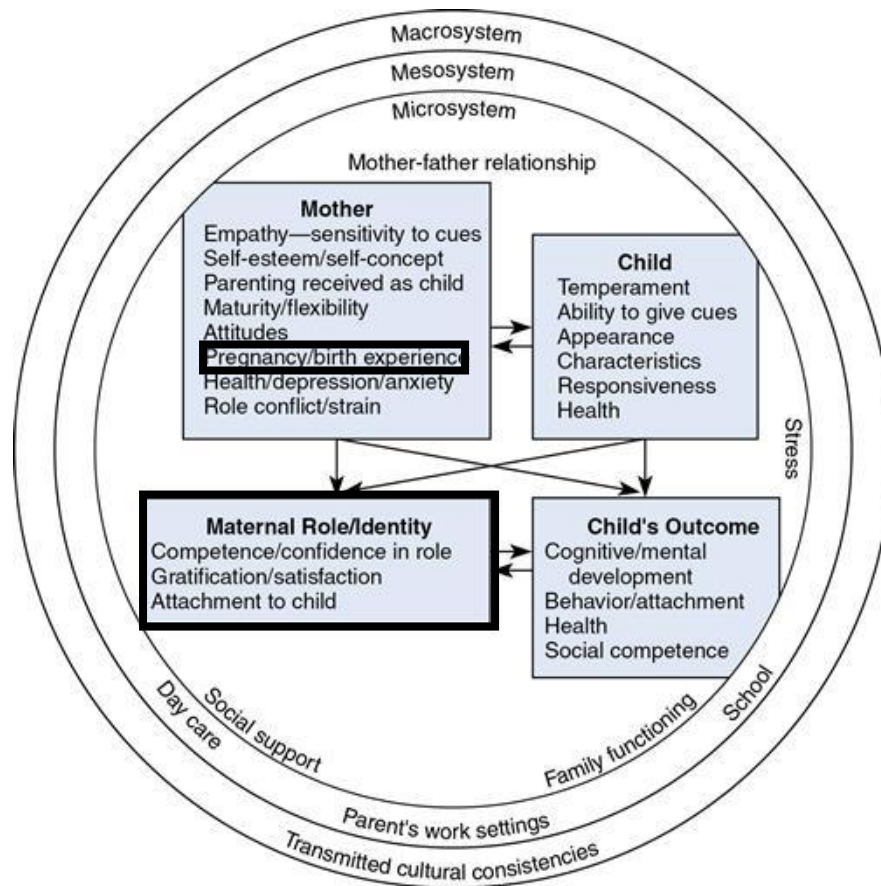 Macrosystem
Mesosystem
Microsystem
Mother-father relationship
Mother
Empathy—sensitivity to cues
Self-esteem/self-concept
Parenting received as child
Maturity/flexibility
Attitudes
Pregnancy/birth experience
Health/depression/anxiety
Role conflict/strain
Child
Temperament
Ability to give cues
Appearance
Characteristics
Responsiveness
Health
Stress
Maternal Role/Identity
Competence/confidence in role
Gratification/satisfaction
Attachment to child
Child's Outcome
Cognitive/mental
development
Behavior/attachment
Health
Social competence
Social support
Family functioning
Day care
School
Parent's work settings
Transmitted cultural consistencies